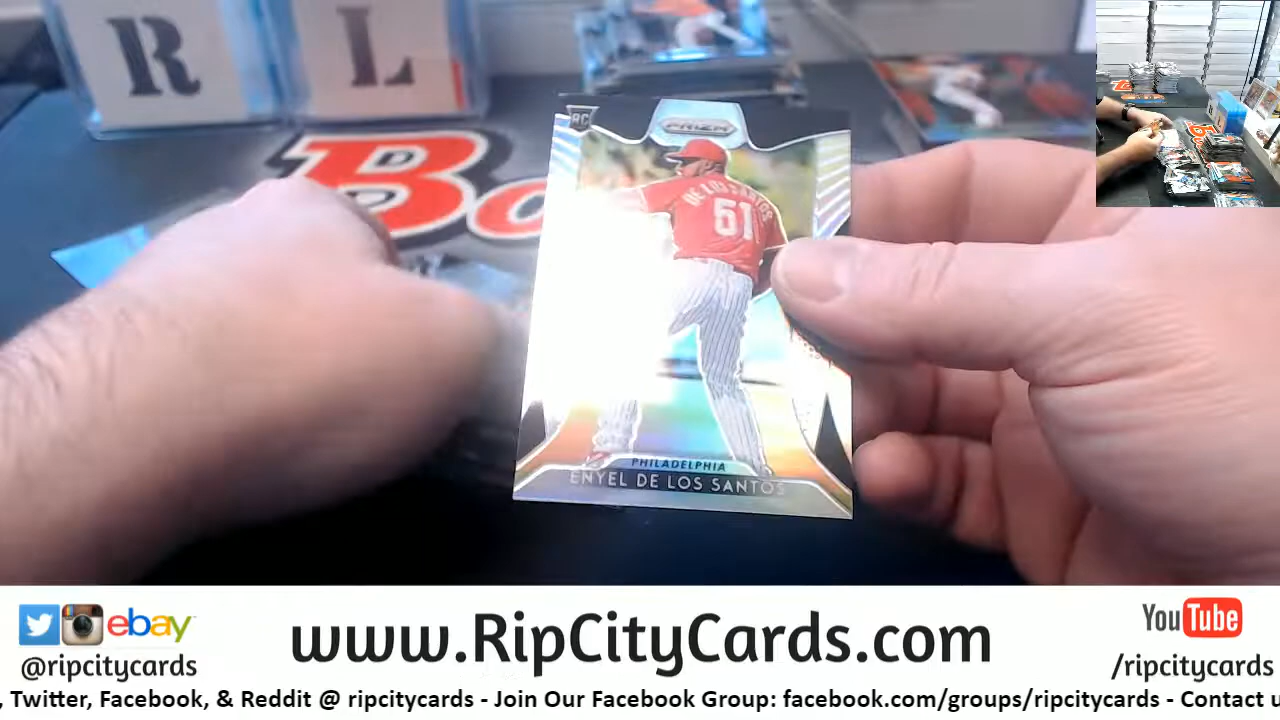 R L
B
RC
PRIZM
DE LOS SANTOS
61
PHILADELPHIA
ENYEL DE LOS SANTOS
ebay
@ripcitycards
www.RipCityCards.com
YouTube
/ripcitycards
, Twitter, Facebook, & Reddit @ ripcitycards - Join Our Facebook Group: facebook.com/groups/ripcitycards - Contact u